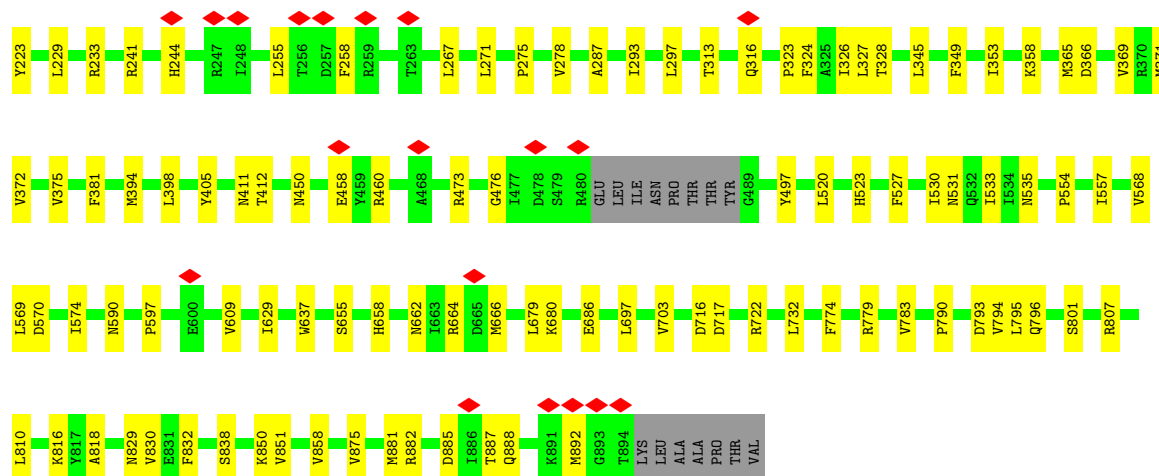 Y223 L229 R233 R241 H244 R247 I248 L255 T256 D257 F258 R259 T263 L267 L271 P275 V278 A287 I293 L297 T313 Q316 P323 F324 A325 I326 L327 T328 L345 F349 I353 K358 M365 D366 V369 R370
V372 V375 F381 M394 L398 Y405 N411 T412 N450 E458 Y459 R460 A468 R473 G476 I477 D478 S479 R480 GLU LEU ILE ASN PRO THR THR TYR G489 Y497 L520 H523 F527 I530 N531 Q532 I533 I534 N535 P554 I557 V568
L569 D570 I574 N590 P597 E600 V609 I629 W637 S655 H658 N662 I663 R664 D665 M666 L679 K680 E686 L697 V703 D716 D717 R722 L732 F774 R779 V783 P790 D793 V794 L795 Q796 S801 R807
L810 K816 Y817 A818 N829 V830 E831 F832 S838 K850 V851 V858 V875 M881 R882 D885 I886 T887 Q888 K891 M892 G893 T894 LYS LEU ALA ALA PRO THR VAL